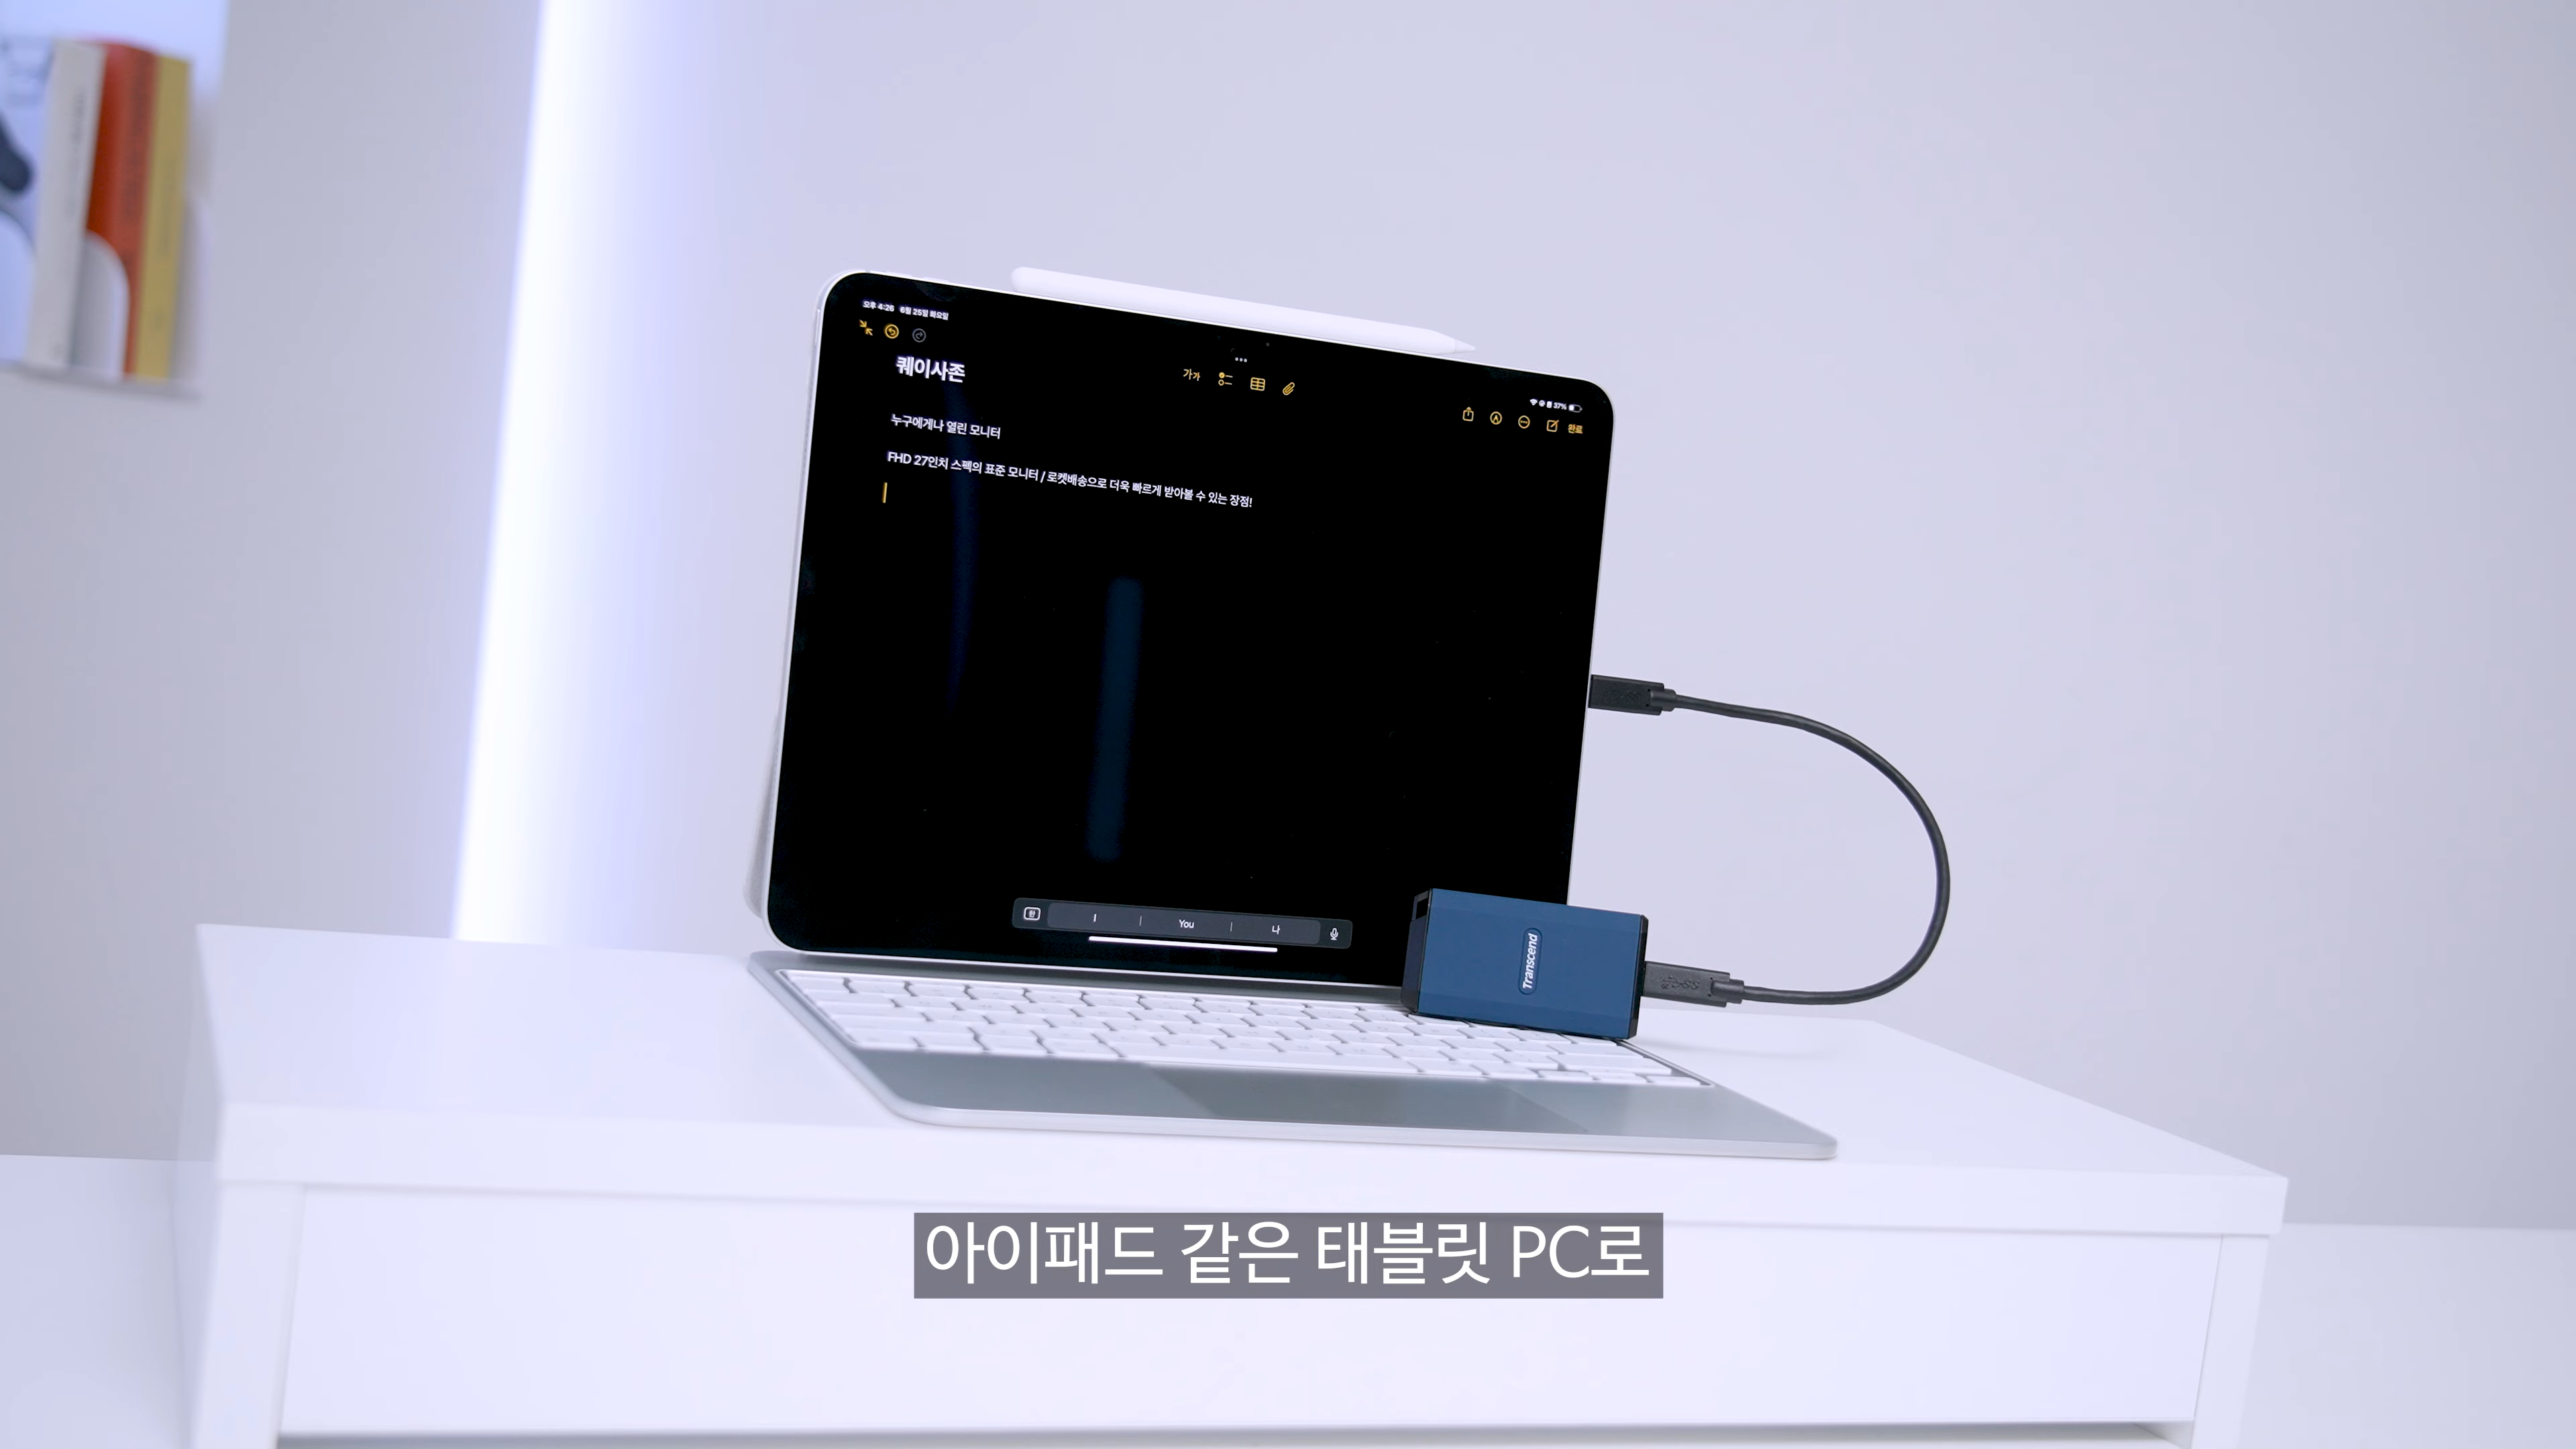 오후 4:26 6월 25일 화요일
37%
가가
완료
퀘이사존
누구에게나 열린 모니터
FHD 27인치 스펙의 표준 모니터 / 로켓배송으로 더욱 빠르게 받아볼 수 있는 장점!
한 I You 나
Transcend
아이패드 같은 태블릿 PC로